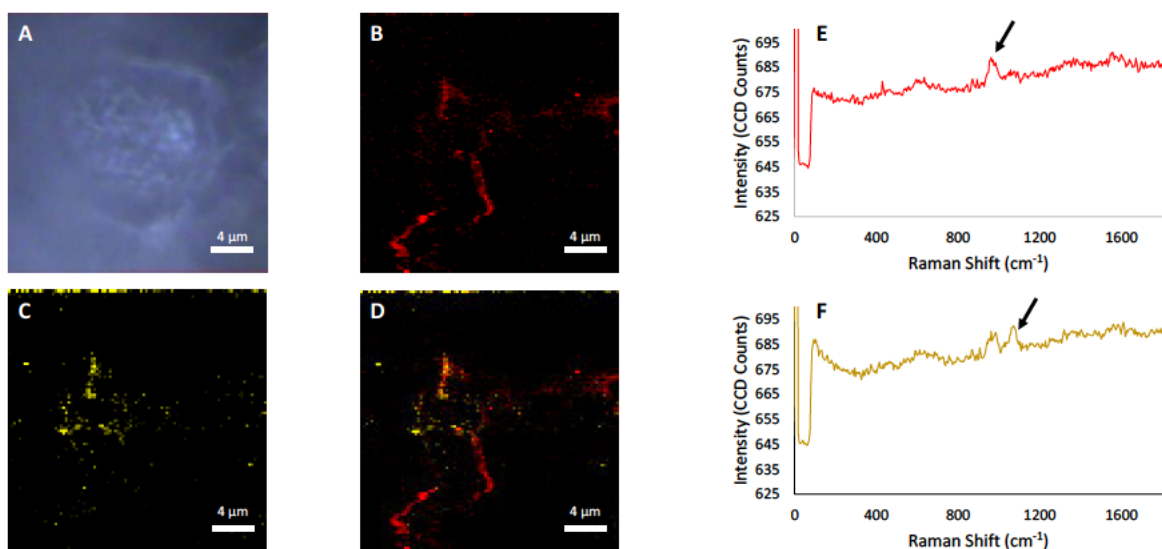 A
4 µm
B
4 µm
C
4 µm
D
4 µm
E
Intensity (CCD Counts)
695
685
675
665
655
645
635
625
0
400
800
1200
1600
Raman Shift (cm⁻¹)
F
Intensity (CCD Counts)
695
685
675
665
655
645
635
625
0
400
800
1200
1600
Raman Shift (cm⁻¹)